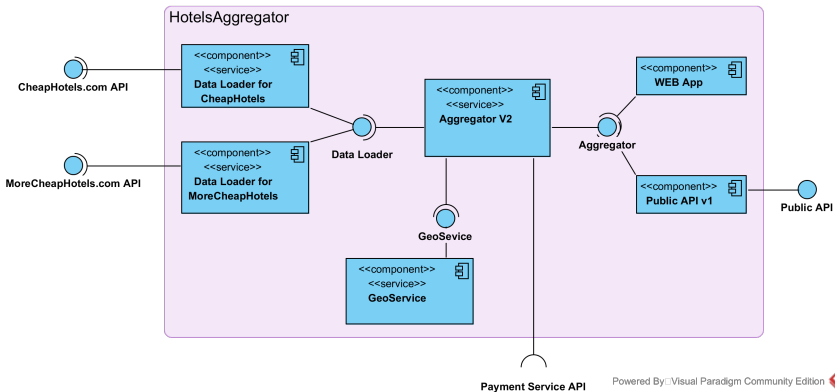 HotelsAggregator
<<component>>
<<service>>
Data Loader for
CheapHotels
CheapHotels.com API
<<component>>
<<service>>
Aggregator V2
<<component>>
WEB App
Data Loader
Aggregator
<<component>>
<<service>>
Data Loader for
MoreCheapHotels
MoreCheapHotels.com API
<<component>>
Public API v1
Public API
GeoSevice
<<component>>
<<service>>
GeoService
Payment Service API
Powered By Visual Paradigm Community Edition